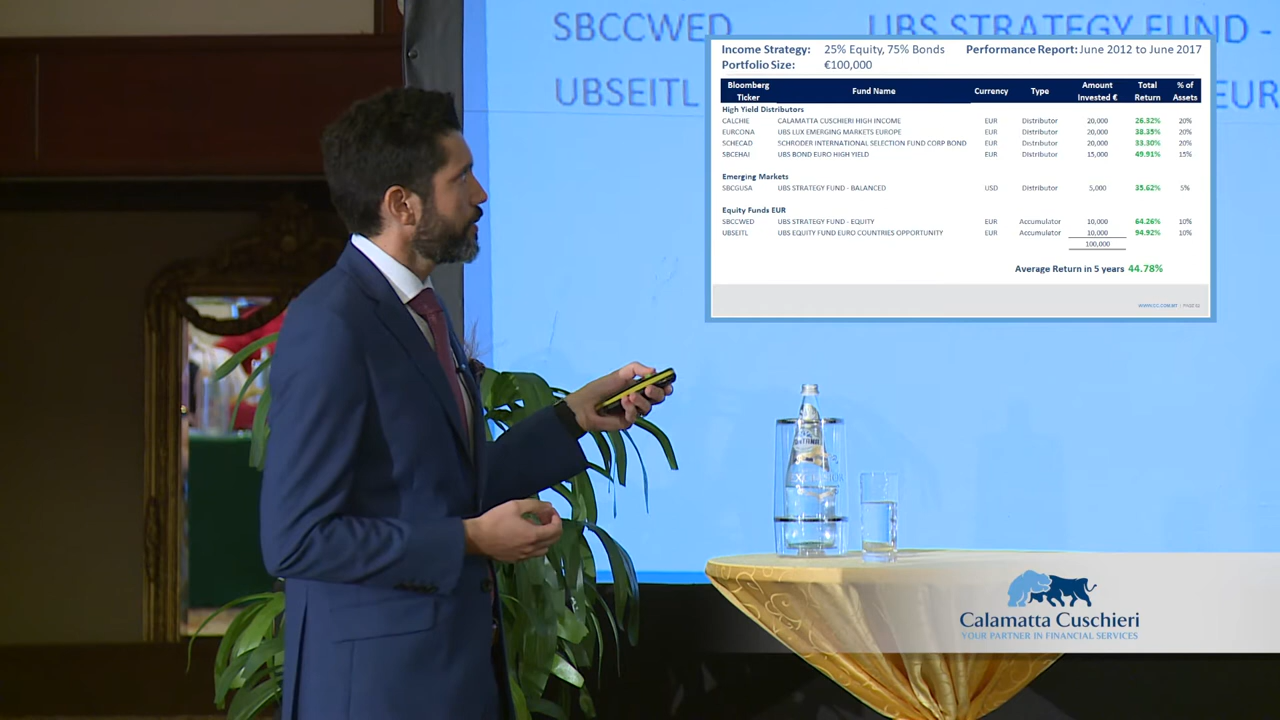 SBCCWED UBS STRATEGY FUND -
UBSEITL EUR
Income Strategy: 25% Equity, 75% Bonds Performance Report: June 2012 to June 2017
Portfolio Size: €100,000
Bloomberg Ticker Fund Name Currency Type Amount Invested € Total Return % of Assets
High Yield Distributors
CALCHIE CALAMATTA CUSCHIERI HIGH INCOME EUR Distributor 20,000 26.32% 20%
EURCONA UBS LUX EMERGING MARKETS EUROPE EUR Distributor 20,000 38.35% 20%
SCHECAD SCHRODER INTERNATIONAL SELECTION FUND CORP BOND EUR Distributor 20,000 33.30% 20%
SBCEHAI UBS BOND EURO HIGH YIELD EUR Distributor 15,000 49.91% 15%
Emerging Markets
SBCGUSA UBS STRATEGY FUND - BALANCED USD Distributor 5,000 35.62% 5%
Equity Funds EUR
SBCCWED UBS STRATEGY FUND - EQUITY EUR Accumulator 10,000 64.26% 10%
UBSEITL UBS EQUITY FUND EURO COUNTRIES OPPORTUNITY EUR Accumulator 10,000 94.92% 10%
100,000
Average Return in 5 years 44.78%
WWW.CC.COM.MT
Calamatta Cuschieri
YOUR PARTNER IN FINANCIAL SERVICES